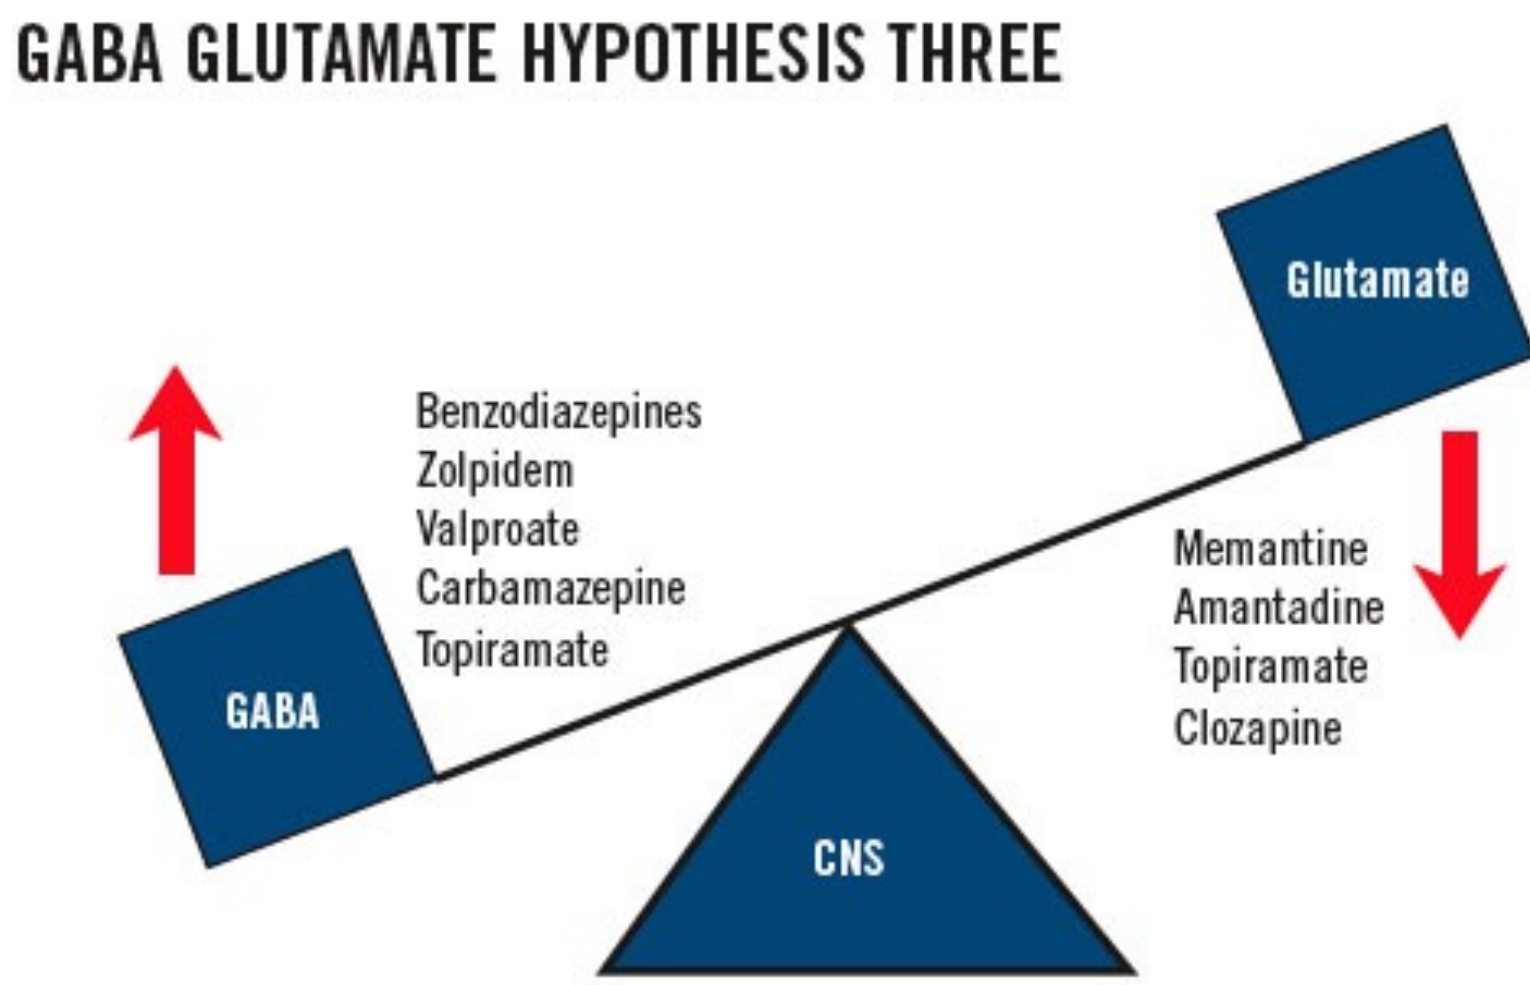 GABA GLUTAMATE HYPOTHESIS THREE
Glutamate
Benzodiazepines
Zolpidem
Valproate
Carbamazepine
Topiramate
GABA
Memantine
Amantadine
Topiramate
Clozapine
CNS